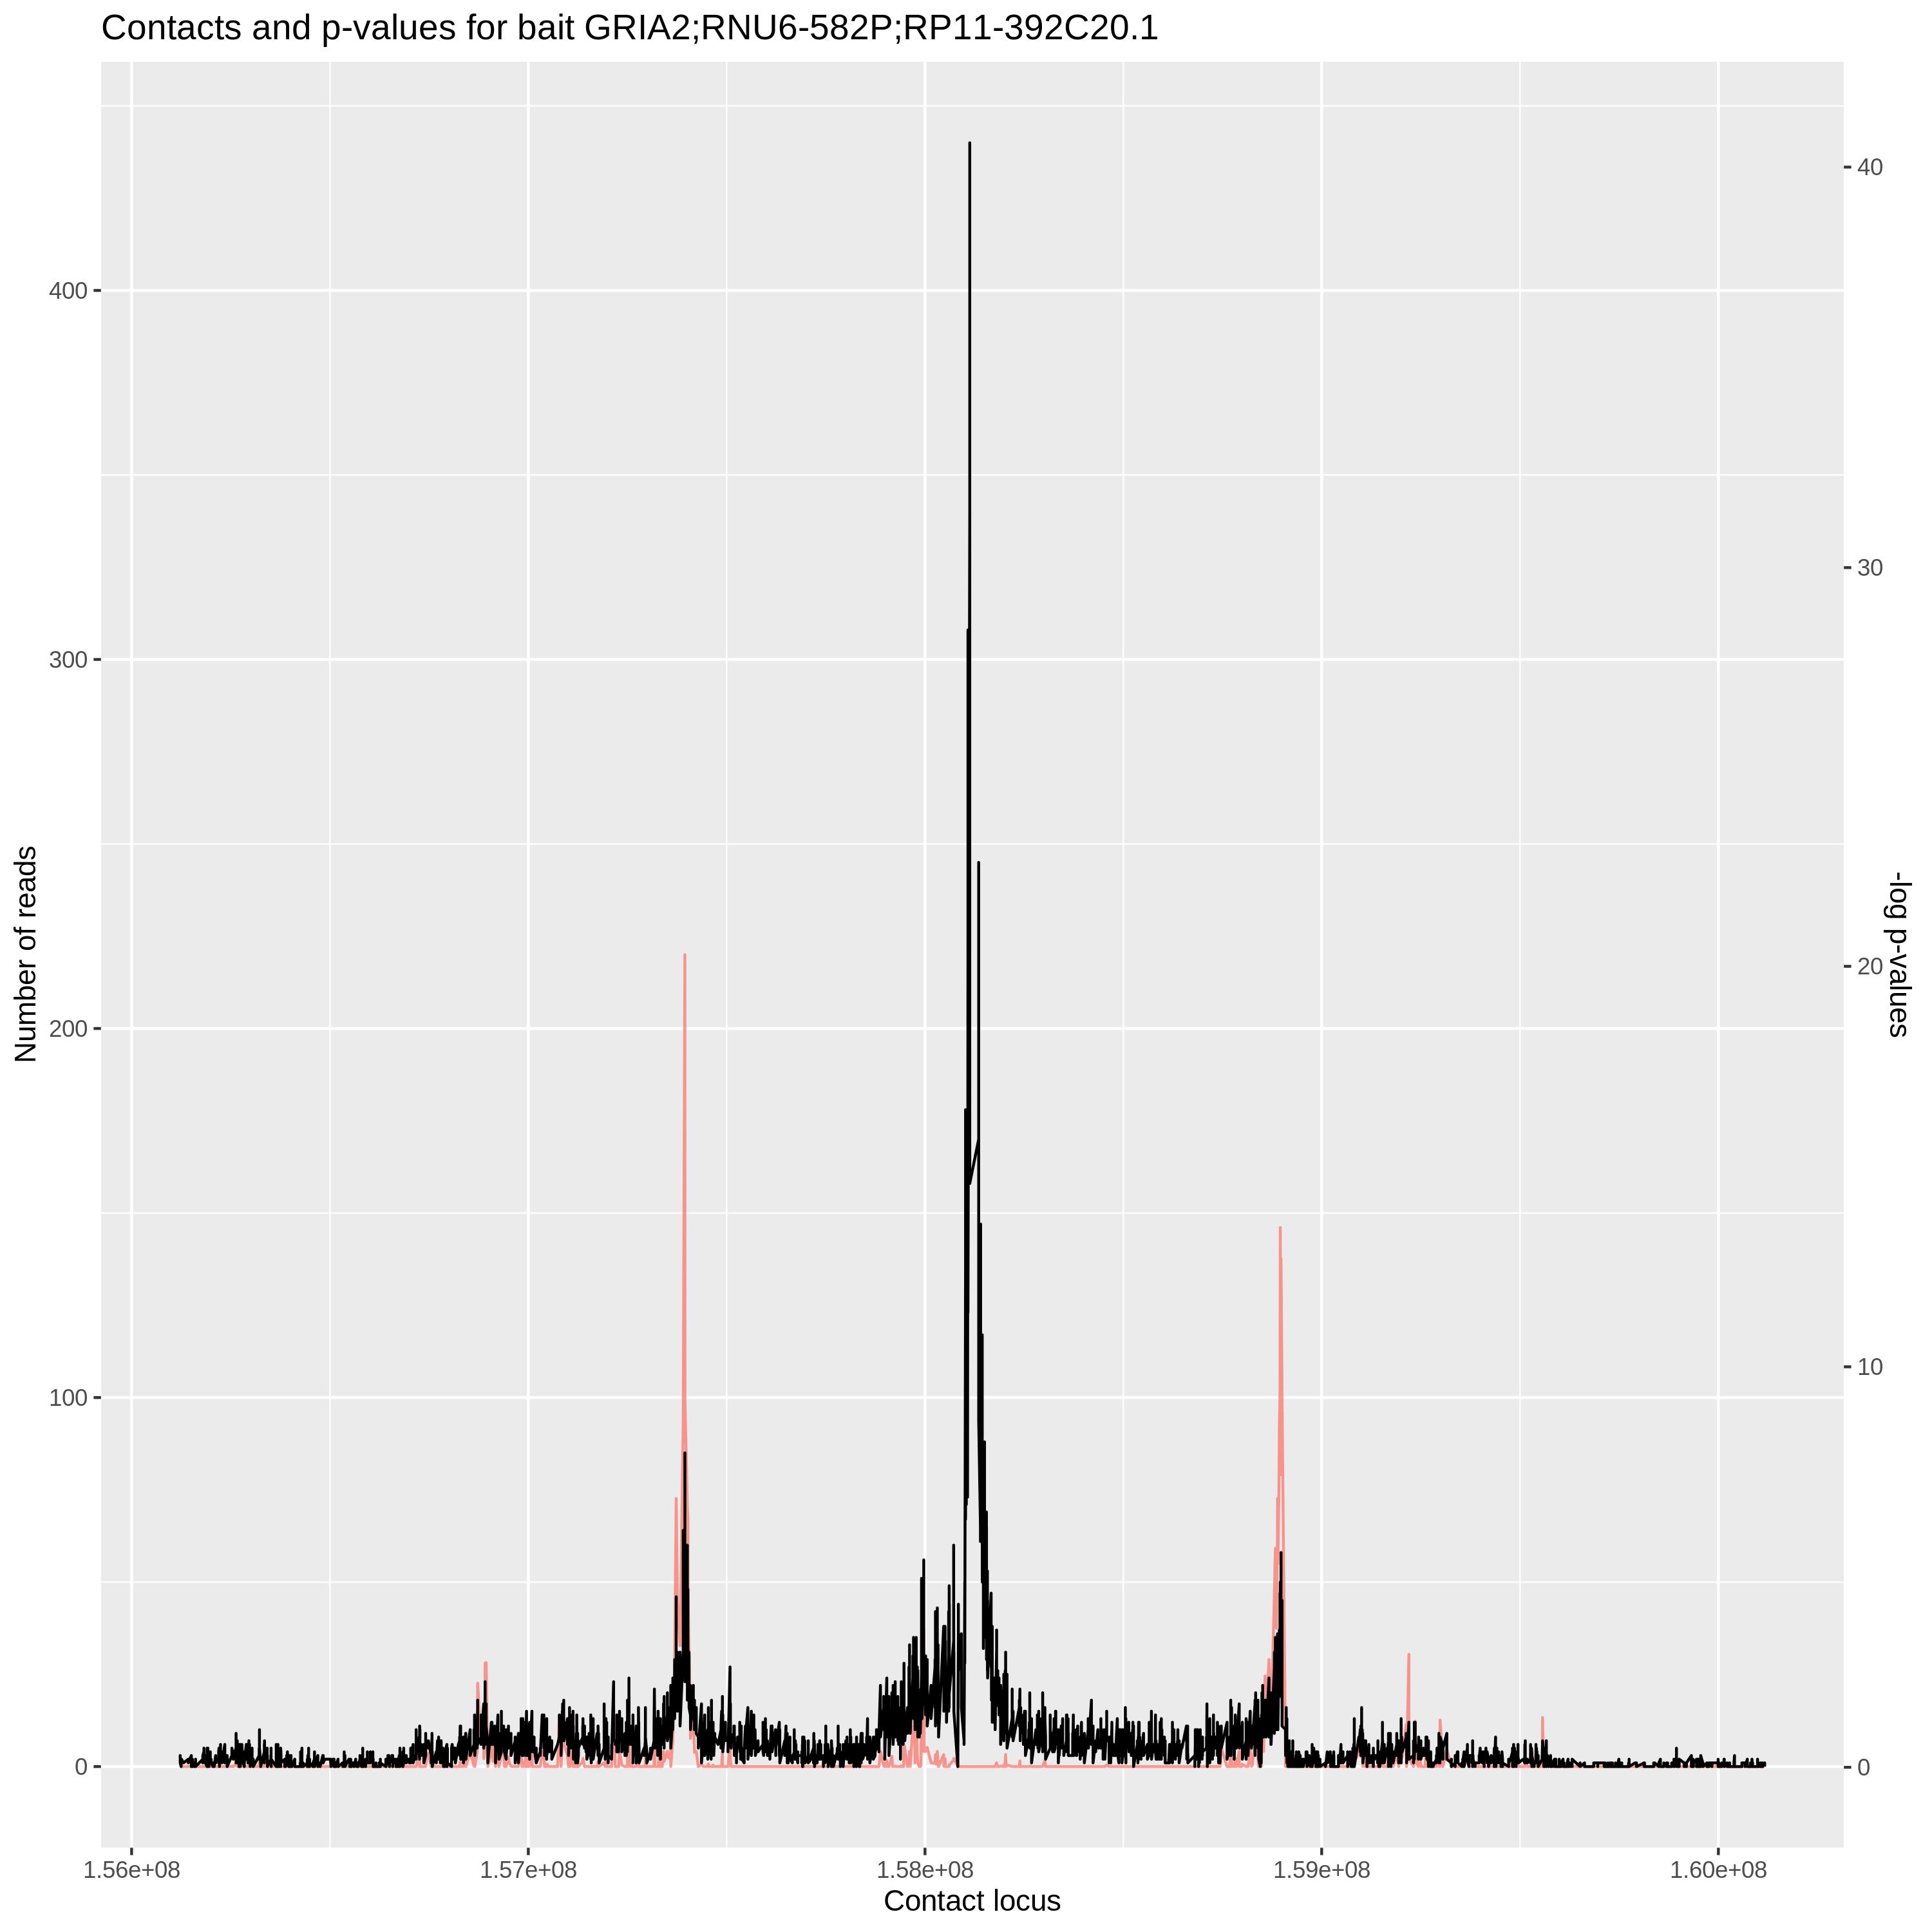 Contacts and p-values for bait GRIA2;RNU6-582P;RP11-392C20.1
400
300
200
100
0
Number of reads
40
30
20
10
0
-log p-values
1.56e+08 1.57e+08 1.58e+08 1.59e+08 1.60e+08
Contact locus